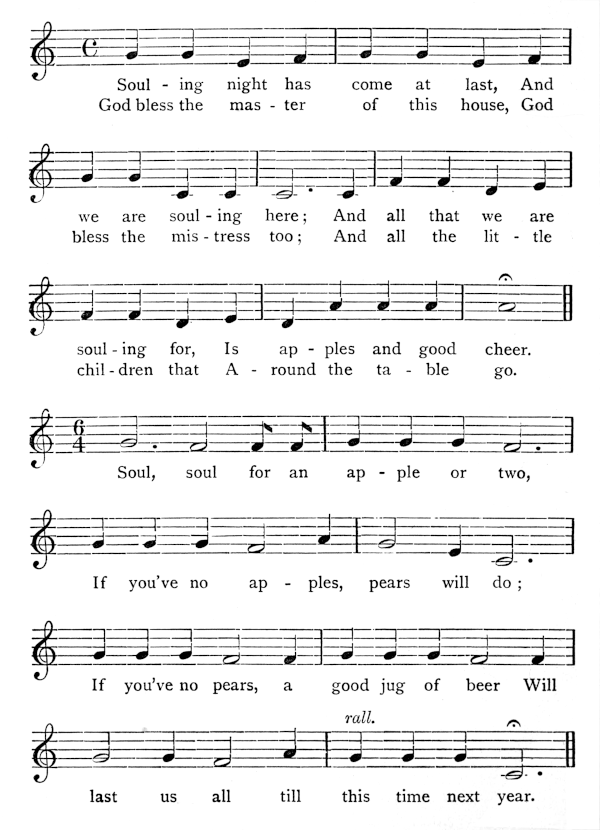 Soul - ing night has come at last, And
God bless the mas - ter of this house, God
we are soul - ing here; And all that we are
bless the mis - tress too; And all the lit - tle
soul - ing for, Is ap - ples and good cheer.
chil - dren that A - round the ta - ble go.
6
4
Soul, soul for an ap - ple or two,
If you've no ap - ples, pears will do;
If you've no pears, a good jug of beer Will
rall.
last us all till this time next year.